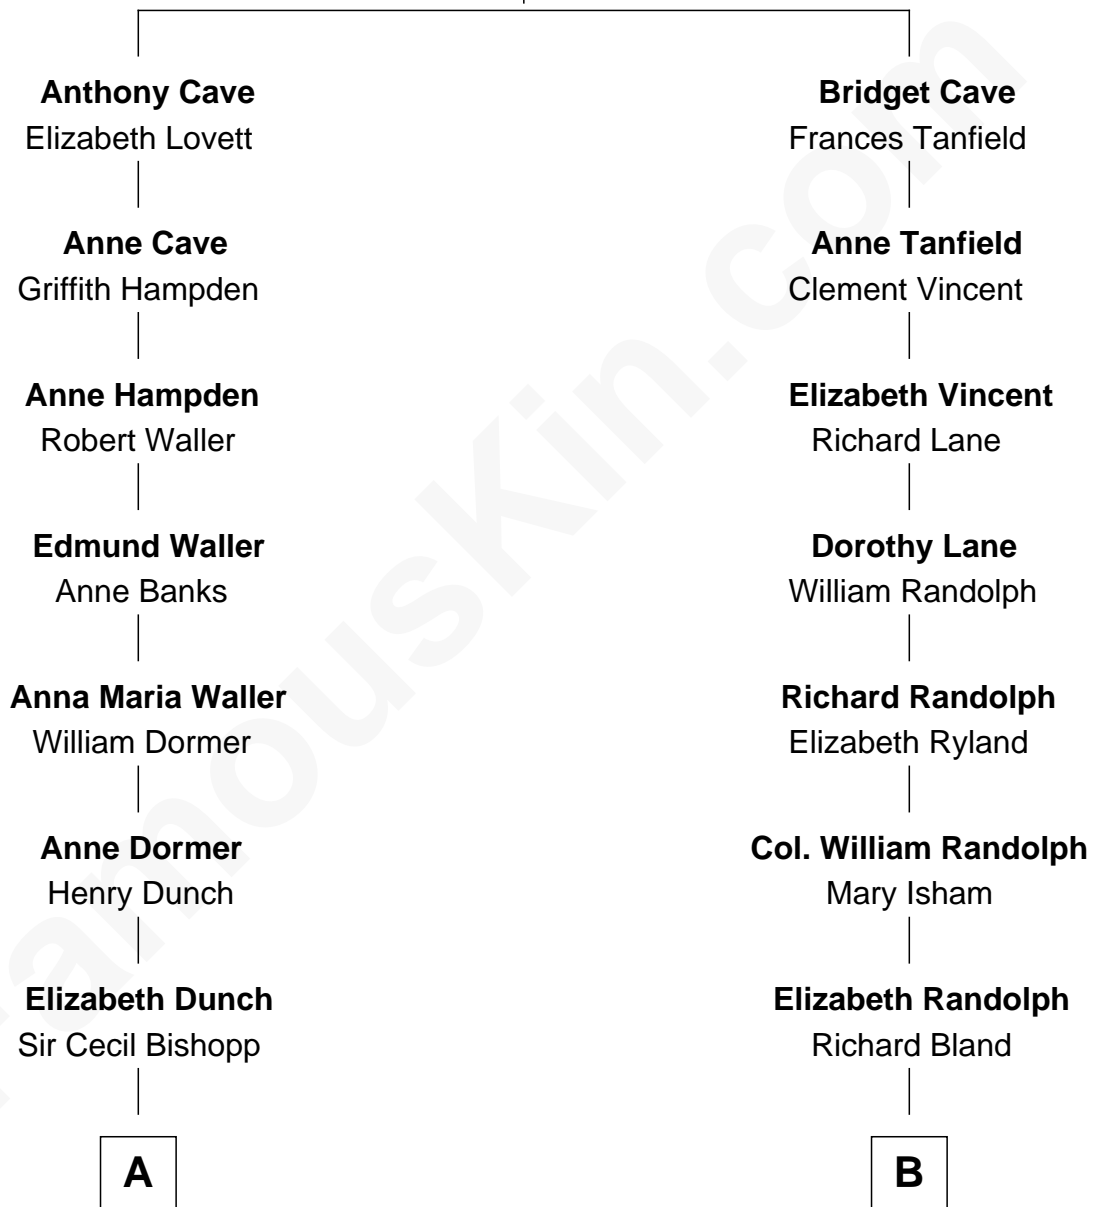 Anthony Cave
Elizabeth Lovett
Anne Cave
Griffith Hampden
Anne Hampden
Robert Waller
Edmund Waller
Anne Banks
Anna Maria Waller
William Dormer
Anne Dormer
Henry Dunch
Elizabeth Dunch
Sir Cecil Bishopp
A
Bridget Cave
Frances Tanfield
Anne Tanfield
Clement Vincent
Elizabeth Vincent
Richard Lane
Dorothy Lane
William Randolph
Richard Randolph
Elizabeth Ryland
Col. William Randolph
Mary Isham
Elizabeth Randolph
Richard Bland
B
FamousKin.com